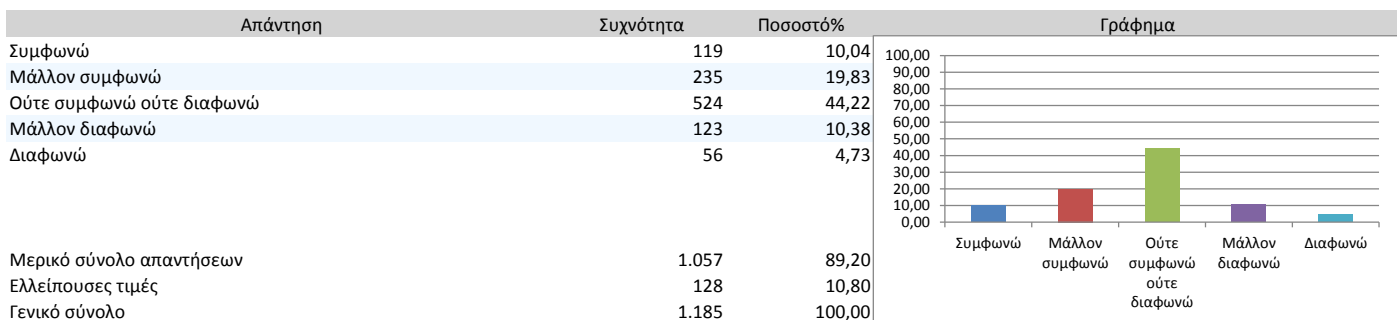 Απάντηση Συχνότητα Ποσοστό% Γράφημα
Συμφωνώ 119 10,04
Μάλλον συμφωνώ 235 19,83
Ούτε συμφωνώ ούτε διαφωνώ 524 44,22
Μάλλον διαφωνώ 123 10,38
Διαφωνώ 56 4,73
Μερικό σύνολο απαντήσεων 1.057 89,20
Ελλείπουσες τιμές 128 10,80
Γενικό σύνολο 1.185 100,00
100,00
90,00
80,00
70,00
60,00
50,00
40,00
30,00
20,00
10,00
0,00
Συμφωνώ Μάλλον Ούτε Μάλλον Διαφωνώ
συμφωνώ συμφωνώ διαφωνώ
ούτε
διαφωνώ